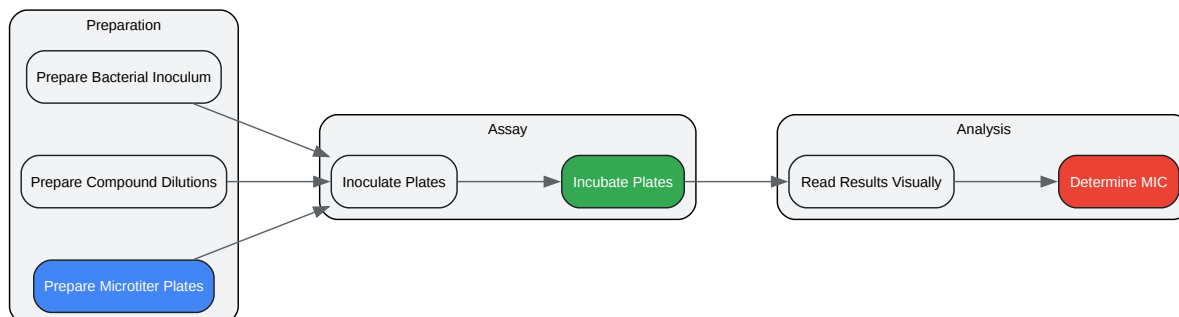 Preparation
Prepare Bacterial Inoculum
Prepare Compound Dilutions
Prepare Microtiter Plates
Assay
Inoculate Plates
Incubate Plates
Analysis
Read Results Visually
Determine MIC